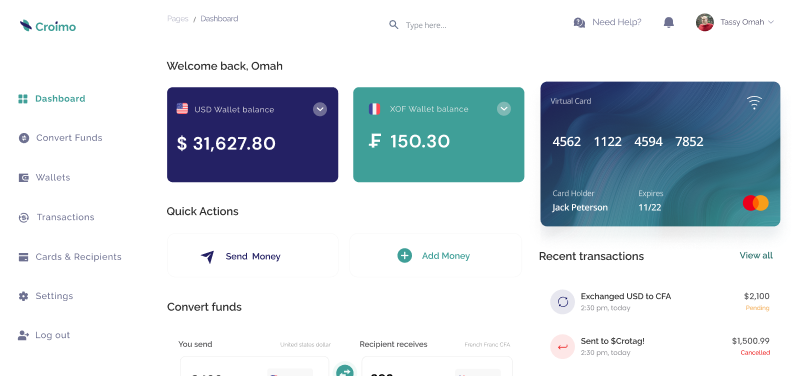 Croimo
Pages / Dashboard
Type here...
Need Help?
Tassy Omah
Dashboard
Convert Funds
Wallets
Transactions
Cards & Recipients
Settings
Log out
Welcome back, Omah
USD Wallet balance
$ 31,627.80
XOF Wallet balance
₣ 150.30
Virtual Card
4562 1122 4594 7852
Card Holder
Jack Peterson
Expires
11/22
Quick Actions
Send Money
Add Money
Convert funds
You send
United states dollar
Recipient receives
French Franc CFA
Recent transactions
View all
Exchanged USD to CFA
2:30 pm, today
$2,100
Pending
Sent to $Crotag!
2:30 pm, today
$1,500.99
Cancelled